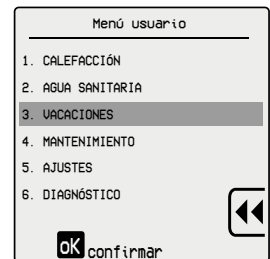 Menú usuario
1. CALEFACCIÓN
2. AGUA SANITARIA
3. VACACIONES
4. MANTENIMIENTO
5. AJUSTES
6. DIAGNÓSTICO
oK confirmar